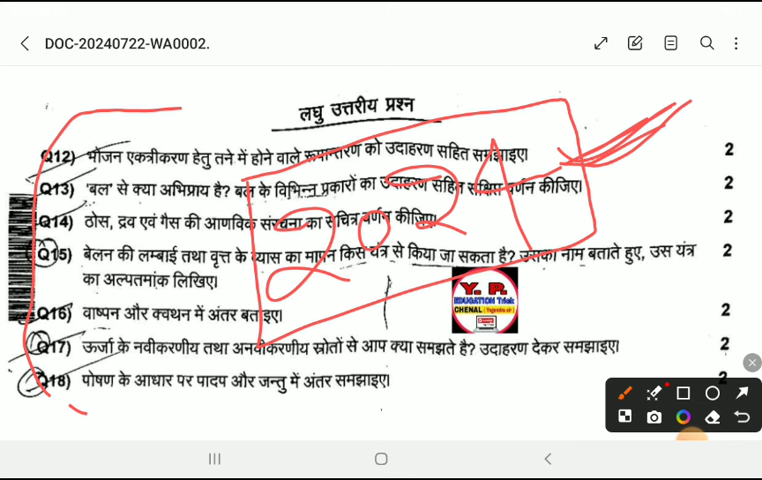 DOC-20240722-WA0002.
लघु उत्तरीय प्रश्न
Q12) भोजन एकत्रीकरण हेतु तने में होने वाले रूपान्तरण को उदाहरण सहित समझाइए। 2
Q13) 'बल' से क्या अभिप्राय है? बल के विभिन्न प्रकारों का उदाहरण सहित संक्षिप्त वर्णन कीजिए। 2
Q14) ठोस, द्रव एवं गैस की आणविक संरचना का सचित्र वर्णन कीजिए। 2
Q15) बेलन की लम्बाई तथा वृत्त के व्यास का मापन किस यंत्र से किया जा सकता है? उसका नाम बताते हुए, उस यंत्र 2
का अल्पतमांक लिखिए।
Q16) वाष्पन और क्वथन में अंतर बताइए। 2
Q17) ऊर्जा के नवीकरणीय तथा अनवीकरणीय स्रोतों से आप क्या समझते है? उदाहरण देकर समझाइए। 2
Q18) पोषण के आधार पर पादप और जन्तु में अंतर समझाइए। 2
2024
Y. P.
EDUCATION Trick
CHENAL (Yogendra sir)